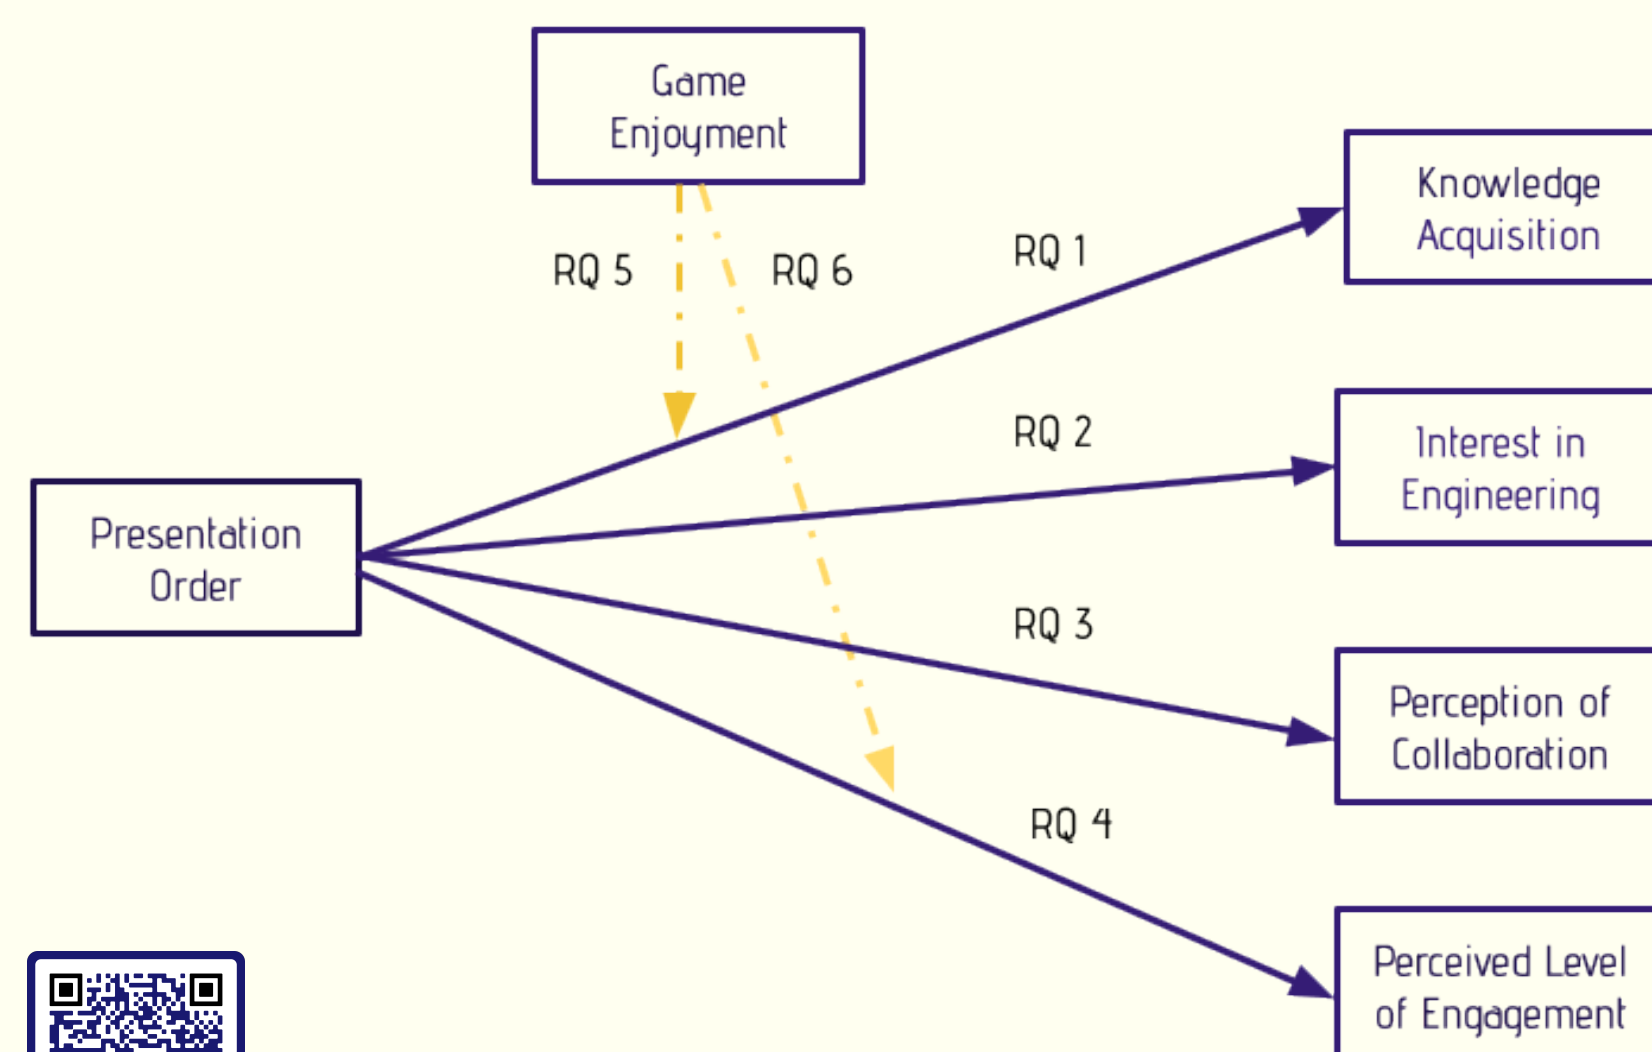 Game
Enjoyment
Knowledge
Acquisition
RQ 1
RQ 5
RQ 6
RQ 2
Interest in
Engineering
Presentation
Order
RQ 3
Perception of
Collaboration
RQ 4
Perceived Level
of Engagement